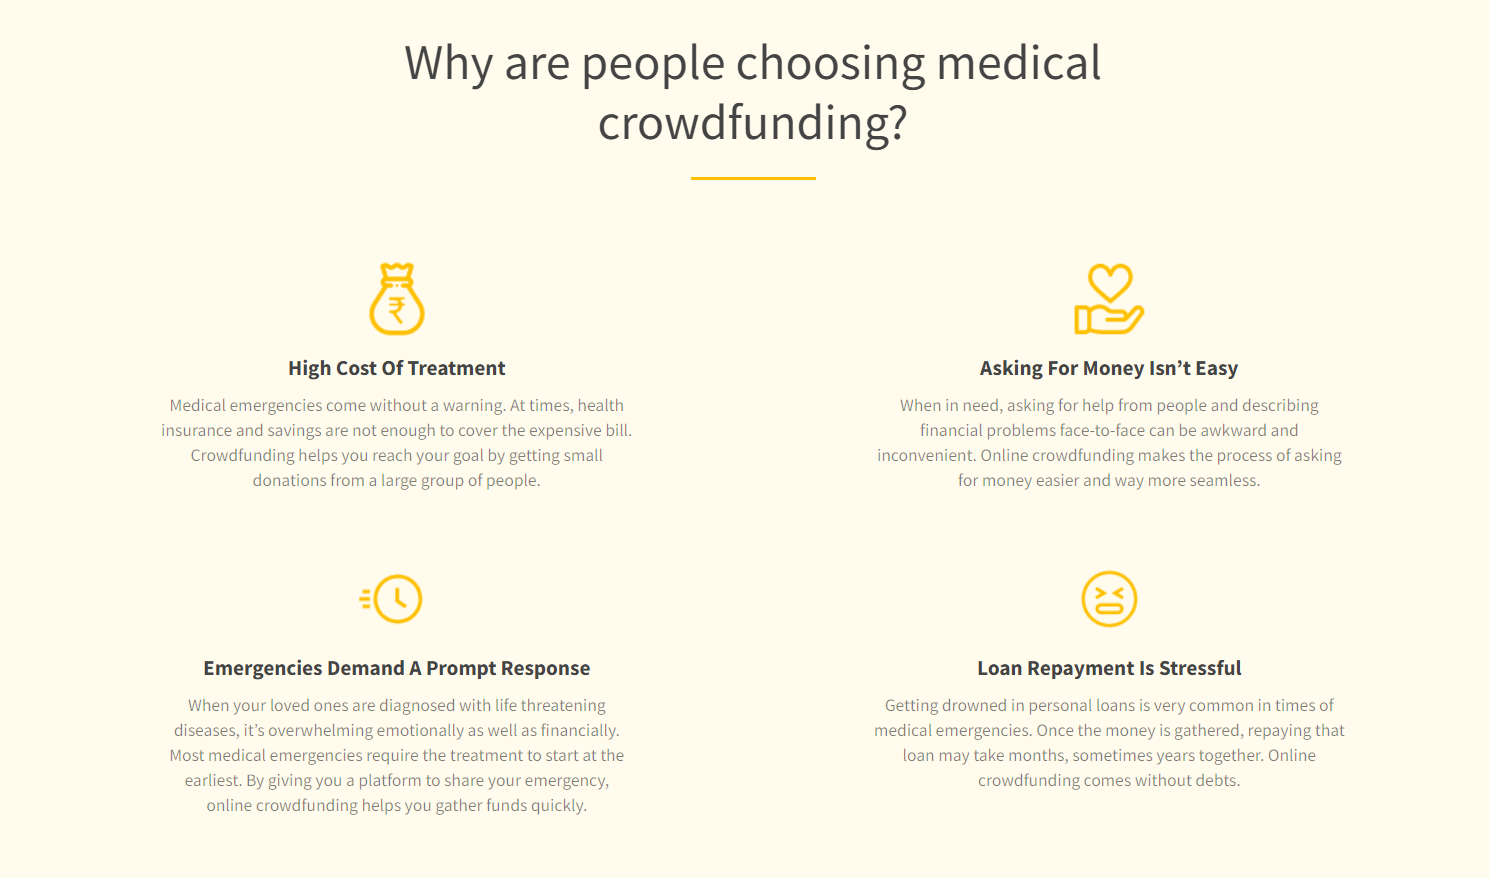 Why are people choosing medical
crowdfunding?
₹
High Cost Of Treatment
Medical emergencies come without a warning. At times, health
insurance and savings are not enough to cover the expensive bill.
Crowdfunding helps you reach your goal by getting small
donations from a large group of people.
Asking For Money Isn’t Easy
When in need, asking for help from people and describing
financial problems face-to-face can be awkward and
inconvenient. Online crowdfunding makes the process of asking
for money easier and way more seamless.
Emergencies Demand A Prompt Response
When your loved ones are diagnosed with life threatening
diseases, it’s overwhelming emotionally as well as financially.
Most medical emergencies require the treatment to start at the
earliest. By giving you a platform to share your emergency,
online crowdfunding helps you gather funds quickly.
Loan Repayment Is Stressful
Getting drowned in personal loans is very common in times of
medical emergencies. Once the money is gathered, repaying that
loan may take months, sometimes years together. Online
crowdfunding comes without debts.